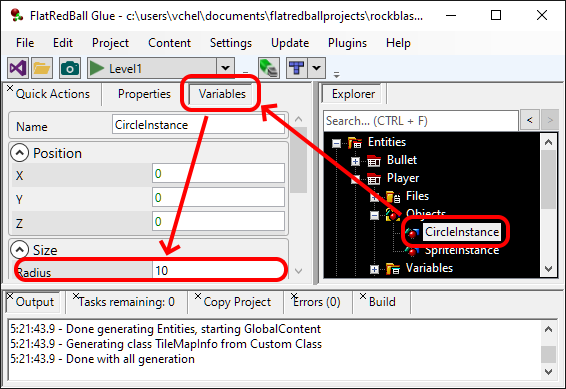 FlatRedBall Glue - c:\users\vchel\documents\flatredballprojects\rockblas...
File Edit Project Content Settings Update Plugins Help
Level1
Quick Actions Properties Variables
Name CircleInstance
Position
X 0
Y 0
Z 0
Size
Radius 10
Explorer
Search... (CTRL + F) < >
Entities
Bullet
Player
Files
Objects
CircleInstance
SpriteInstance
Variables
Output Tasks remaining: 0 Copy Project Errors (0) Build
5:21:43.9 - Done generating Entities, starting GlobalContent
5:21:43.9 - Generating class TileMapInfo from Custom Class
5:21:43.9 - Done with all generation